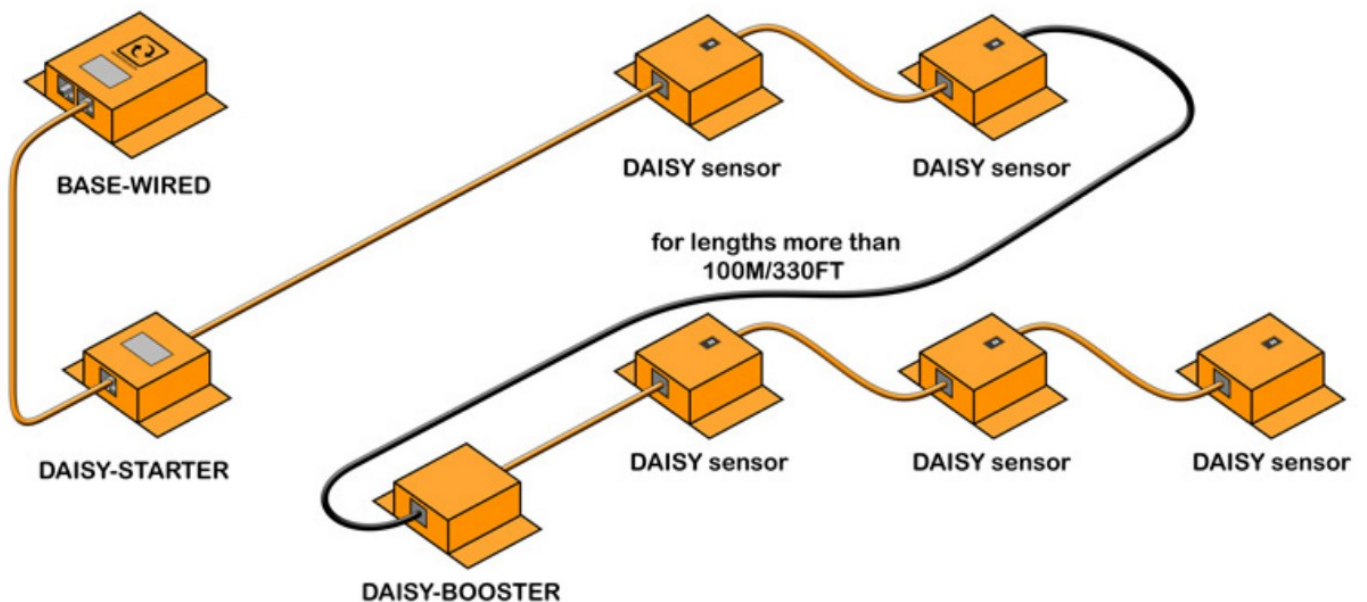 BASE-WIRED
DAISY sensor
DAISY sensor
for lengths more than
100M/330FT
DAISY-STARTER
DAISY sensor
DAISY sensor
DAISY sensor
DAISY-BOOSTER